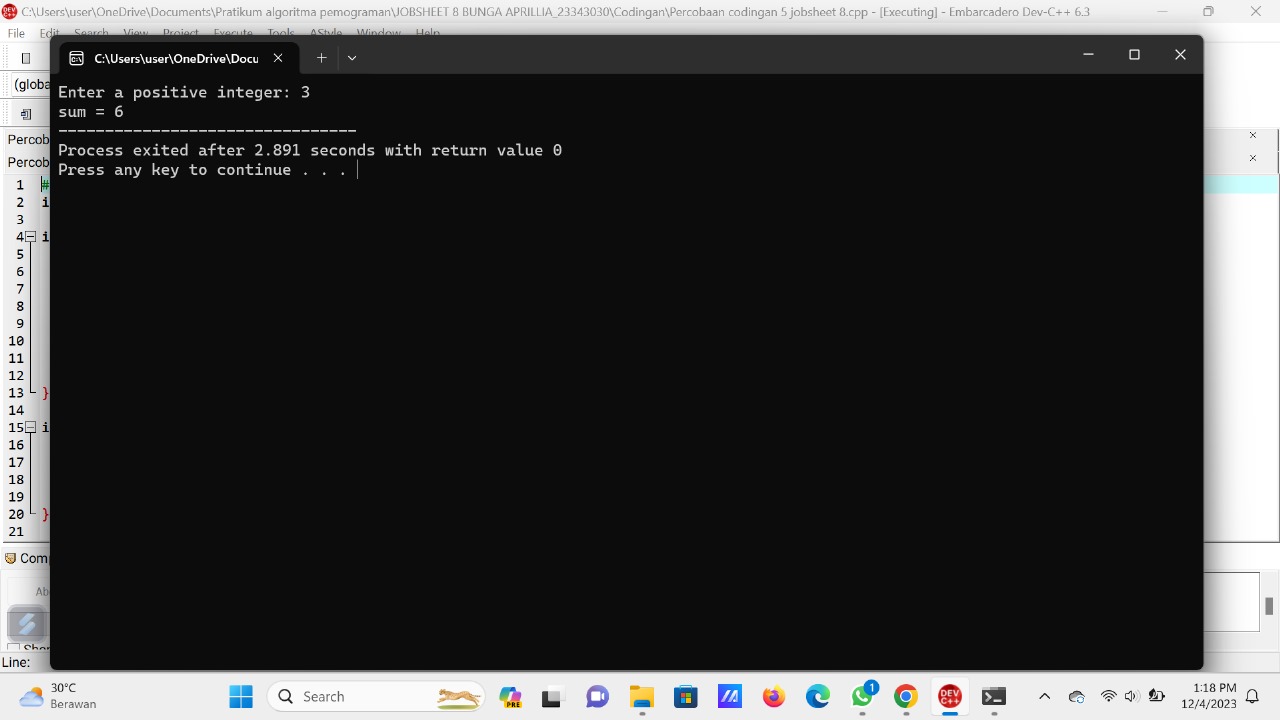 C:\Users\user\OneDrive\Documents\Pratikum algoritma pemograman\JOBSHEET 8 BUNGA APRILLIA_23343030\Codingan\Percobaan codingan 5 jobsheet 8.cpp - [Executing] - Embarcadero Dev-C++ 6.3
File Edit Search View Project Execute Tools AStyle Window Help
C:\Users\user\OneDrive\Docu
(globa
Enter a positive integer: 3
sum = 6
--------------------------------
Process exited after 2.891 seconds with return value 0
Press any key to continue . . .
Percob
Percob
1 #
2 i
3
4 i
5
6
7
8
9
10
11
12
13 }
14
15 i
16
17
18
19
20 }
21
Comp
Abo
Line:
30°C
Berawan
Search
PRE
1
DEV C++
1:18 PM
12/4/2023